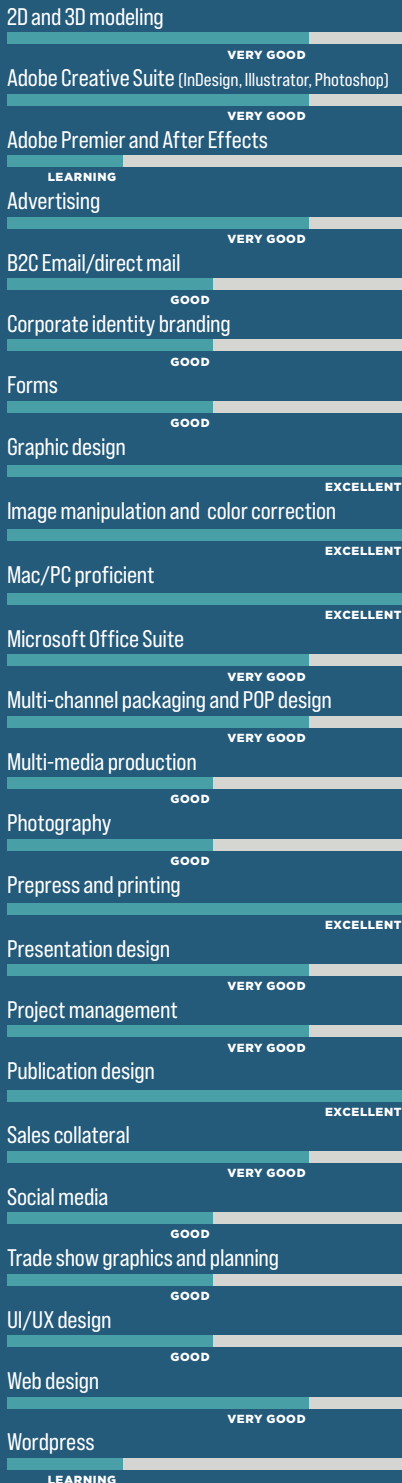 2D and 3D modeling
VERY GOOD
Adobe Creative Suite (InDesign, Illustrator, Photoshop)
VERY GOOD
Adobe Premier and After Effects
LEARNING
Advertising
VERY GOOD
B2C Email/direct mail
GOOD
Corporate identity branding
GOOD
Forms
GOOD
Graphic design
EXCELLENT
Image manipulation and color correction
EXCELLENT
Mac/PC proficient
EXCELLENT
Microsoft Office Suite
VERY GOOD
Multi-channel packaging and POP design
VERY GOOD
Multi-media production
GOOD
Photography
GOOD
Prepress and printing
EXCELLENT
Presentation design
VERY GOOD
Project management
VERY GOOD
Publication design
EXCELLENT
Sales collateral
VERY GOOD
Social media
GOOD
Trade show graphics and planning
GOOD
UI/UX design
GOOD
Web design
VERY GOOD
Wordpress
LEARNING